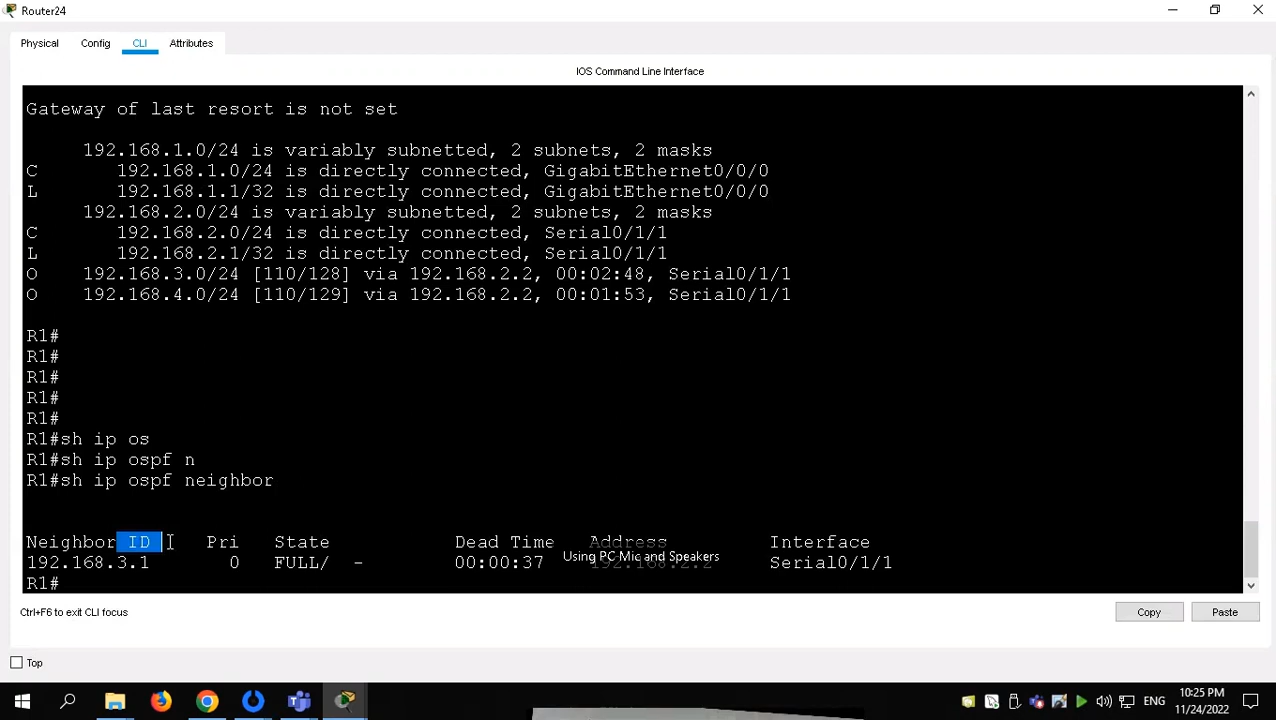 Router24
Physical Config CLI Attributes
IOS Command Line Interface
Gateway of last resort is not set
192.168.1.0/24 is variably subnetted, 2 subnets, 2 masks
C 192.168.1.0/24 is directly connected, GigabitEthernet0/0/0
L 192.168.1.1/32 is directly connected, GigabitEthernet0/0/0
192.168.2.0/24 is variably subnetted, 2 subnets, 2 masks
C 192.168.2.0/24 is directly connected, Serial0/1/1
L 192.168.2.1/32 is directly connected, Serial0/1/1
O 192.168.3.0/24 [110/128] via 192.168.2.2, 00:02:48, Serial0/1/1
O 192.168.4.0/24 [110/129] via 192.168.2.2, 00:01:53, Serial0/1/1
R1#
R1#
R1#
R1#
R1#
R1#sh ip os
R1#sh ip ospf n
R1#sh ip ospf neighbor
Neighbor ID Pri State Dead Time Address Interface
Using PC Mic and Speakers
192.168.3.1 0 FULL/ - 00:00:37 192.168.2.2 Serial0/1/1
R1#
Ctrl+F6 to exit CLI focus
Copy Paste
Top
ENG
10:25 PM
11/24/2022